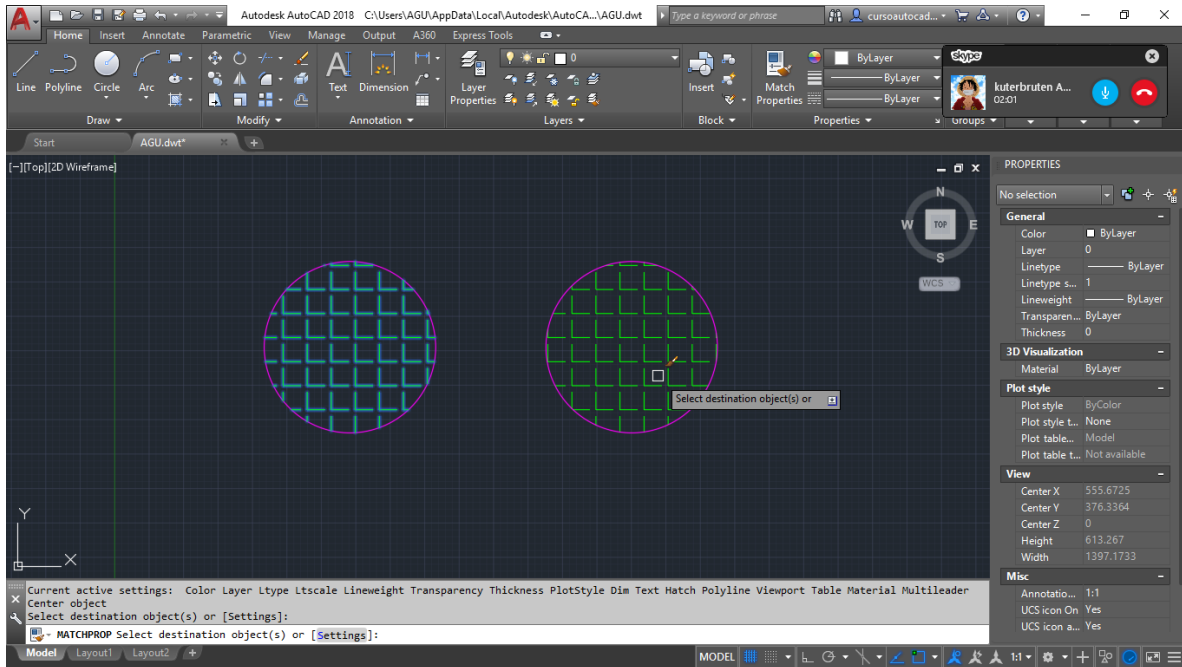 Autodesk AutoCAD 2018 C:\Users\AGU\AppData\Local\Autodesk\AutoCA...\AGU.dwt Type a keyword or phrase cursoautocad...
Home Insert Annotate Parametric View Manage Output A360 Express Tools
Line Polyline Circle Arc
Text Dimension
Layer Properties
0
Insert
Match Properties
ByLayer
ByLayer
ByLayer
skype
kuterbruten A...
02:01
Draw Modify Annotation Layers Block Properties Groups
Start AGU.dwt*
[−][Top][2D Wireframe]
N
W TOP E
S
WCS
Select destination object(s) or
Y
X
PROPERTIES
No selection
General
Color ByLayer
Layer 0
Linetype ByLayer
Linetype s... 1
Lineweight ByLayer
Transparen... ByLayer
Thickness 0
3D Visualization
Material ByLayer
Plot style
Plot style ByColor
Plot style t... None
Plot table... Model
Plot table t... Not available
View
Center X 555.6725
Center Y 376.3364
Center Z 0
Height 613.267
Width 1397.1733
Misc
Annotatio... 1:1
UCS icon On Yes
UCS icon a... Yes
Current active settings: Color Layer Ltype Ltscale Lineweight Transparency Thickness PlotStyle Dim Text Hatch Polyline Viewport Table Material Multileader
Center object
Select destination object(s) or [Settings]:
MATCHPROP Select destination object(s) or [Settings]:
Model Layout1 Layout2 +
MODEL 1:1